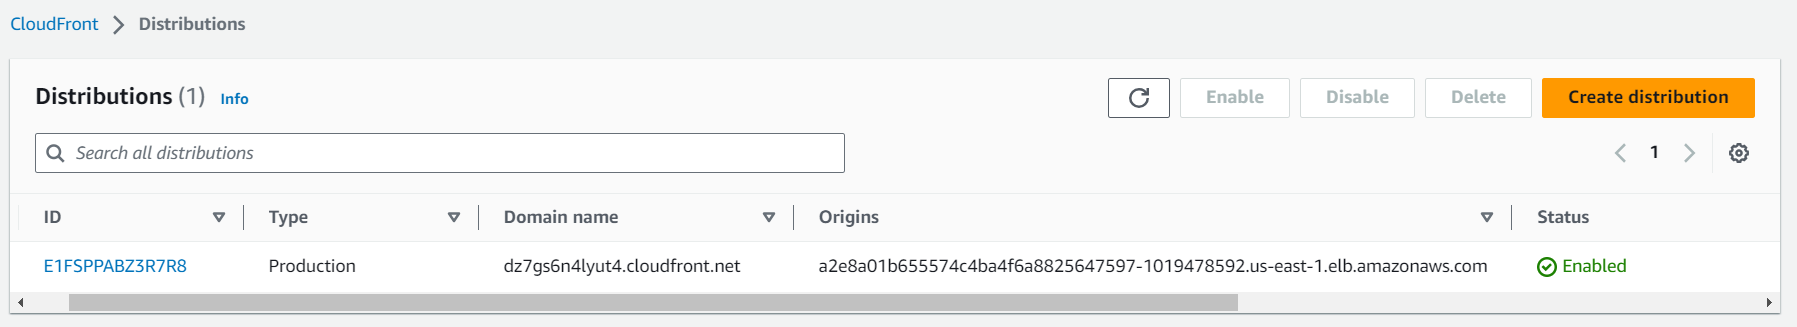 CloudFront > Distributions
Distributions (1) Info Enable Disable Delete Create distribution
Search all distributions 1
ID Type Domain name Origins Status
E1FSPPABZ3R7R8 Production dz7gs6n4lyut4.cloudfront.net a2e8a01b655574c4ba4f6a8825647597-1019478592.us-east-1.elb.amazonaws.com Enabled